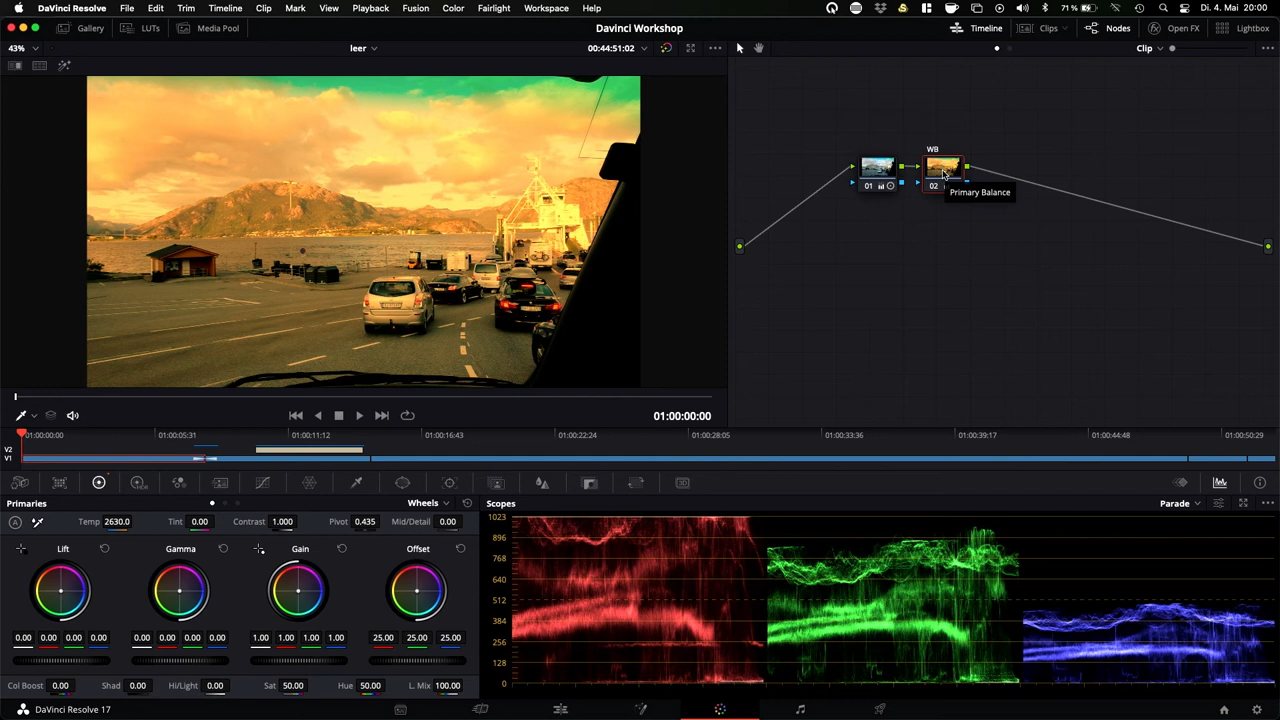 DaVinci Resolve File Edit Trim Timeline Clip Mark View Playback Fusion Color Fairlight Workspace Help 71 % Di. 4. Mai 20:00
Gallery LUTs Media Pool Davinci Workshop Timeline Clips Nodes Open FX Lightbox
43% leer 00:44:51:02 Clip
WB
01 02
Primary Balance
01:00:00:00
01:00:00:00 01:00:05:31 01:00:11:12 01:00:16:43 01:00:22:24 01:00:28:05 01:00:33:36 01:00:39:17 01:00:44:48 01:00:50:29
V2
V1
Primaries Wheels Scopes Parade
Temp 2630.0 Tint 0.00 Contrast 1.000 Pivot 0.435 Mid/Detail 0.00
Lift Gamma Gain Offset
0.00 0.00 0.00 0.00 0.00 0.00 0.00 0.00 1.00 1.00 1.00 1.00 25.00 25.00 25.00
Col Boost 0.00 Shad 0.00 Hi/Light 0.00 Sat 50.00 Hue 50.00 L. Mix 100.00
1023
896
768
640
512
384
256
128
0
DaVinci Resolve 17